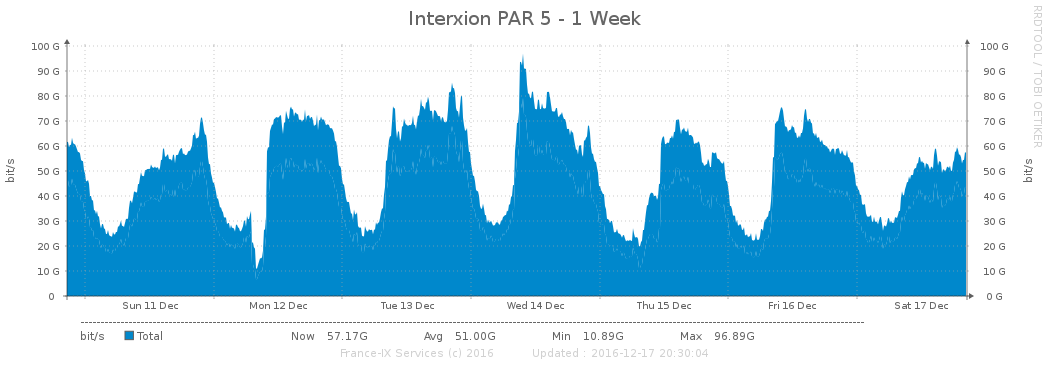 Interxion PAR 5 - 1 Week
RRDTOOL / TOBI OETIKER
bit/s
100 G 100 G
90 G 90 G
80 G 80 G
70 G 70 G
60 G 60 G
50 G 50 G
40 G 40 G
30 G 30 G
20 G 20 G
10 G 10 G
0 0 G
bit/s
Sun 11 Dec Mon 12 Dec Tue 13 Dec Wed 14 Dec Thu 15 Dec Fri 16 Dec Sat 17 Dec
bit/s Total Now 57.17G Avg 51.00G Min 10.89G Max 96.89G
France-IX Services (c) 2016 Updated : 2016-12-17 20:30:04